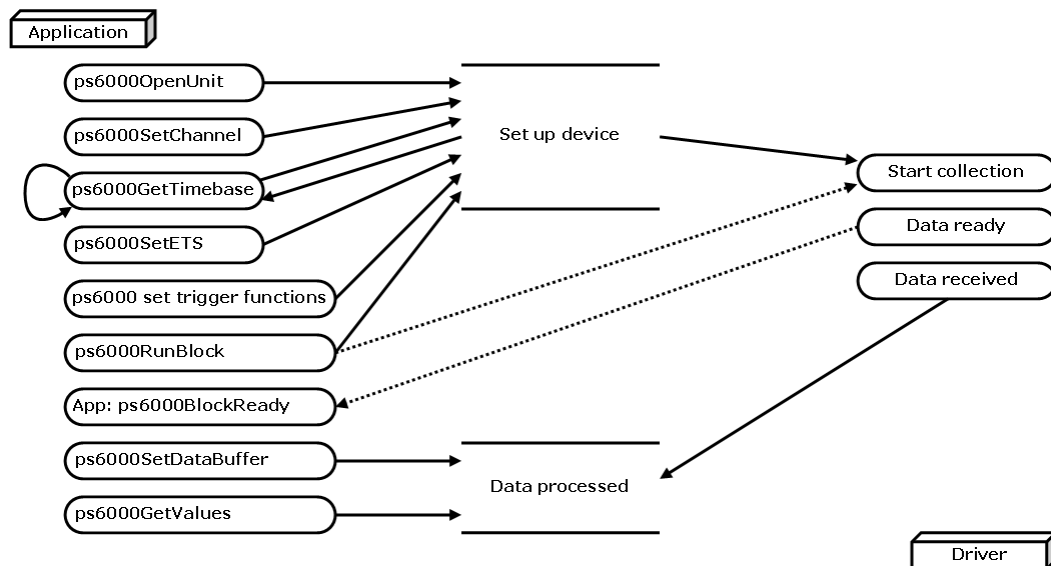 Application
ps6000OpenUnit
ps6000SetChannel
ps6000GetTimebase
ps6000SetETS
ps6000 set trigger functions
ps6000RunBlock
App: ps6000BlockReady
ps6000SetDataBuffer
ps6000GetValues
Set up device
Data processed
Start collection
Data ready
Data received
Driver